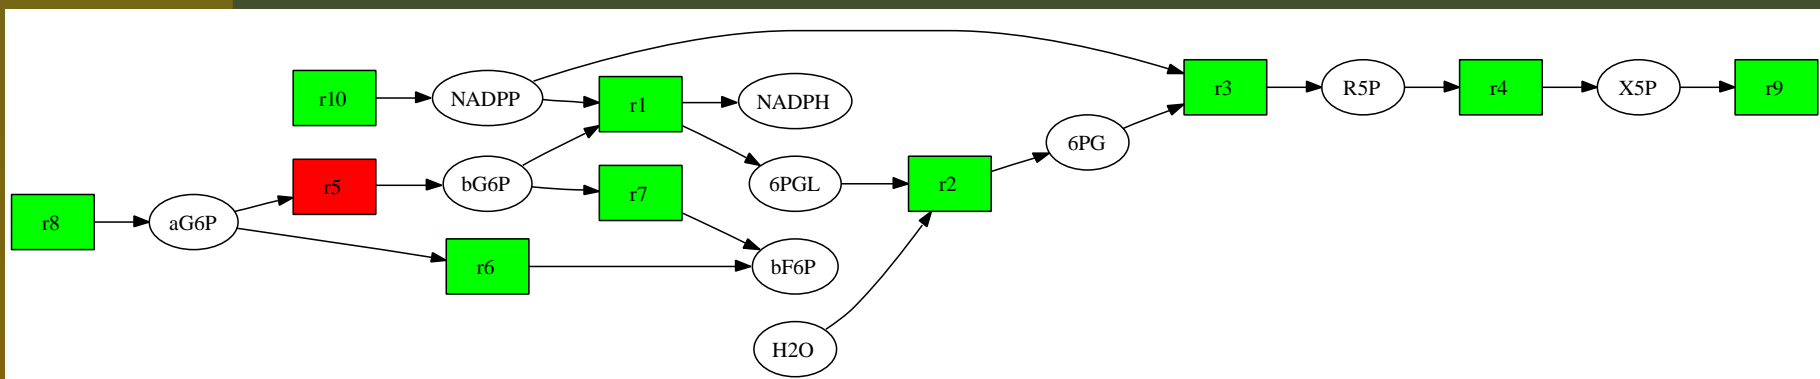 r10
NADPP
r1
NADPH
r3
R5P
r4
X5P
r9
6PG
r5
bG6P
r7
6PGL
r2
r8
aG6P
r6
bF6P
H2O